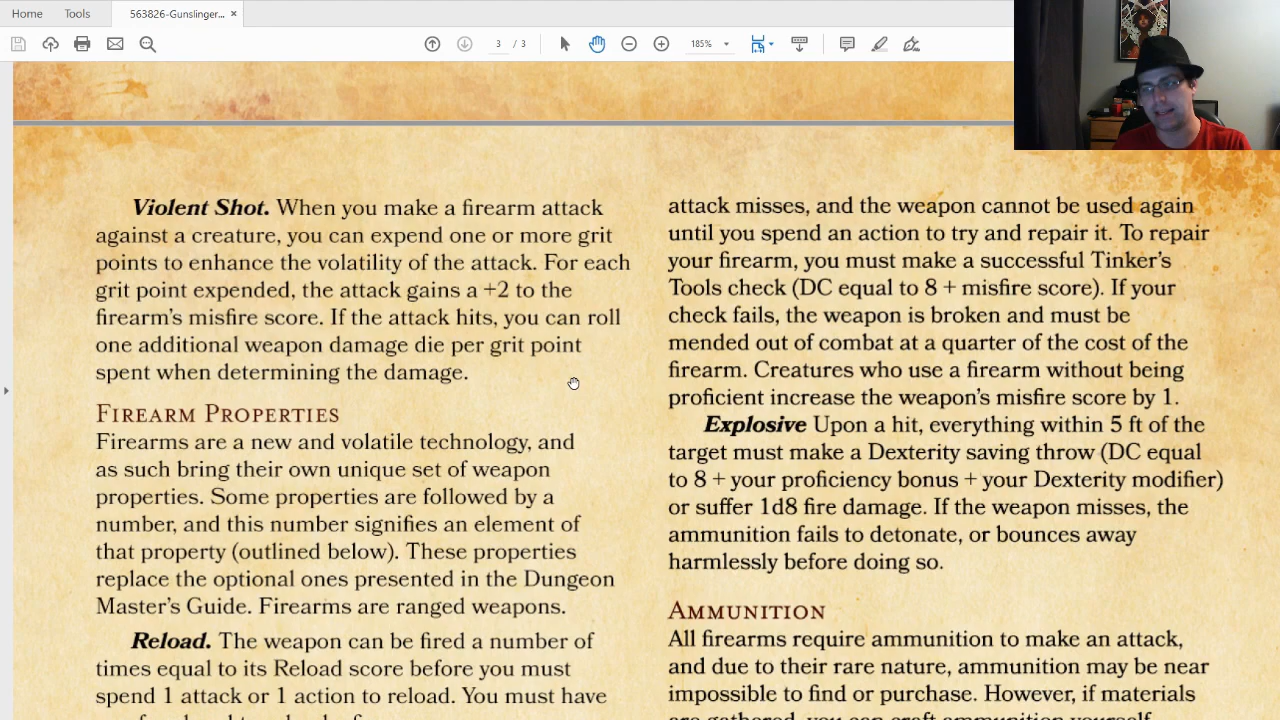 Home
Tools
563826-Gunslinger...
×
3 / 3
185%
Violent Shot. When you make a firearm attack
against a creature, you can expend one or more grit
points to enhance the volatility of the attack. For each
grit point expended, the attack gains a +2 to the
firearm's misfire score. If the attack hits, you can roll
one additional weapon damage die per grit point
spent when determining the damage.
Firearm Properties
Firearms are a new and volatile technology, and
as such bring their own unique set of weapon
properties. Some properties are followed by a
number, and this number signifies an element of
that property (outlined below). These properties
replace the optional ones presented in the Dungeon
Master's Guide. Firearms are ranged weapons.
Reload. The weapon can be fired a number of
times equal to its Reload score before you must
spend 1 attack or 1 action to reload. You must have
attack misses, and the weapon cannot be used again
until you spend an action to try and repair it. To repair
your firearm, you must make a successful Tinker's
Tools check (DC equal to 8 + misfire score). If your
check fails, the weapon is broken and must be
mended out of combat at a quarter of the cost of the
firearm. Creatures who use a firearm without being
proficient increase the weapon's misfire score by 1.
Explosive Upon a hit, everything within 5 ft of the
target must make a Dexterity saving throw (DC equal
to 8 + your proficiency bonus + your Dexterity modifier)
or suffer 1d8 fire damage. If the weapon misses, the
ammunition fails to detonate, or bounces away
harmlessly before doing so.
Ammunition
All firearms require ammunition to make an attack,
and due to their rare nature, ammunition may be near
impossible to find or purchase. However, if materials
are gathered, you can craft ammunition yourself